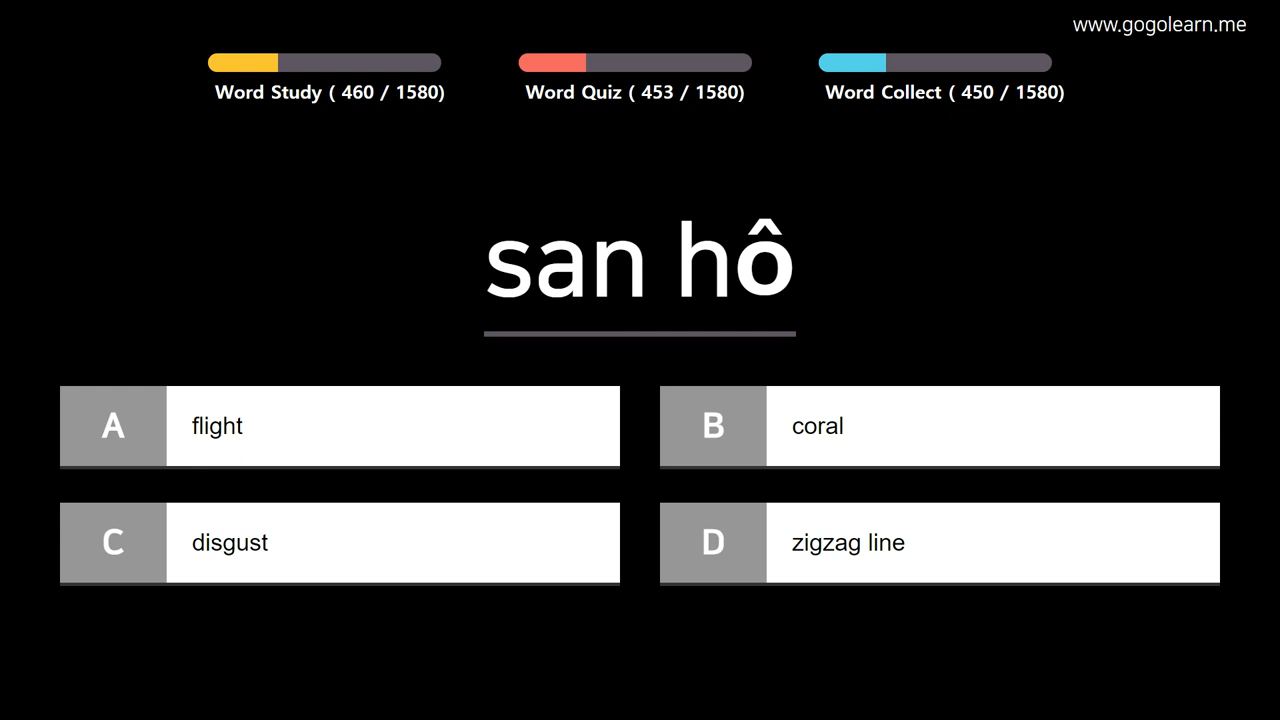 www.gogolearn.me
Word Study ( 460 / 1580)
Word Quiz ( 453 / 1580)
Word Collect ( 450 / 1580)
san hô
A flight
B coral
C disgust
D zigzag line